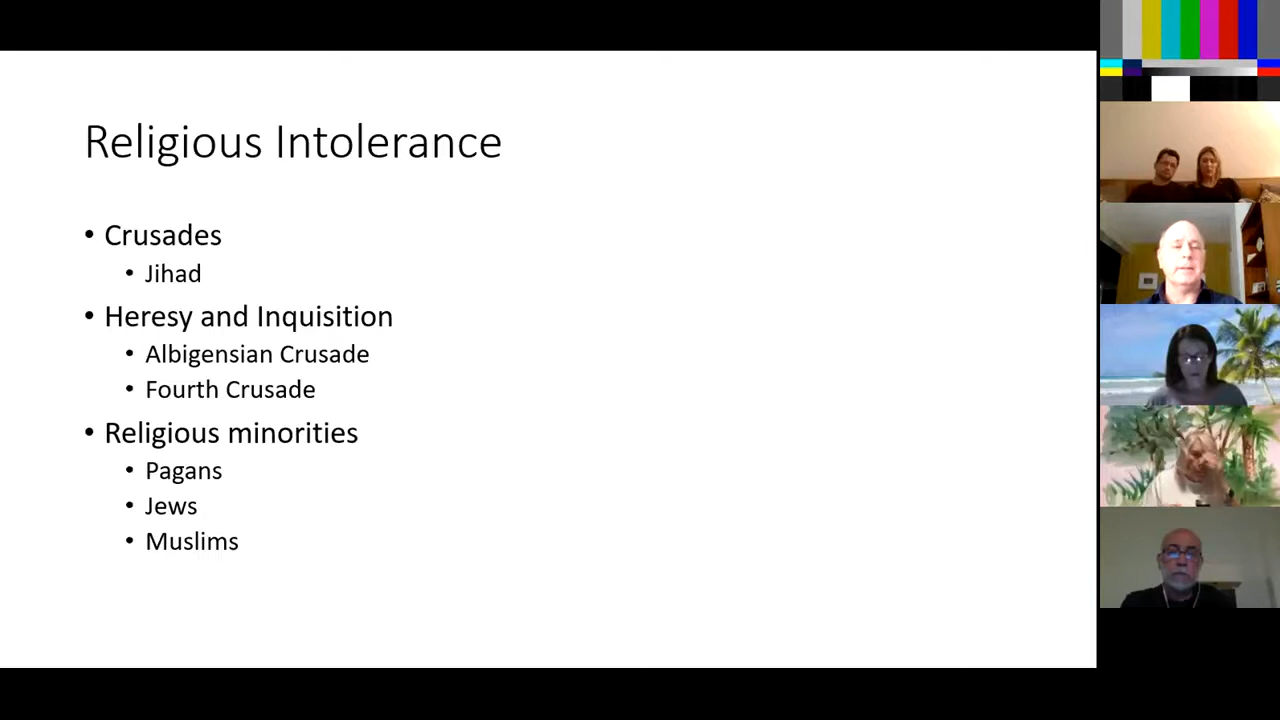 Religious Intolerance
• Crusades
• Jihad
• Heresy and Inquisition
• Albigensian Crusade
• Fourth Crusade
• Religious minorities
• Pagans
• Jews
• Muslims